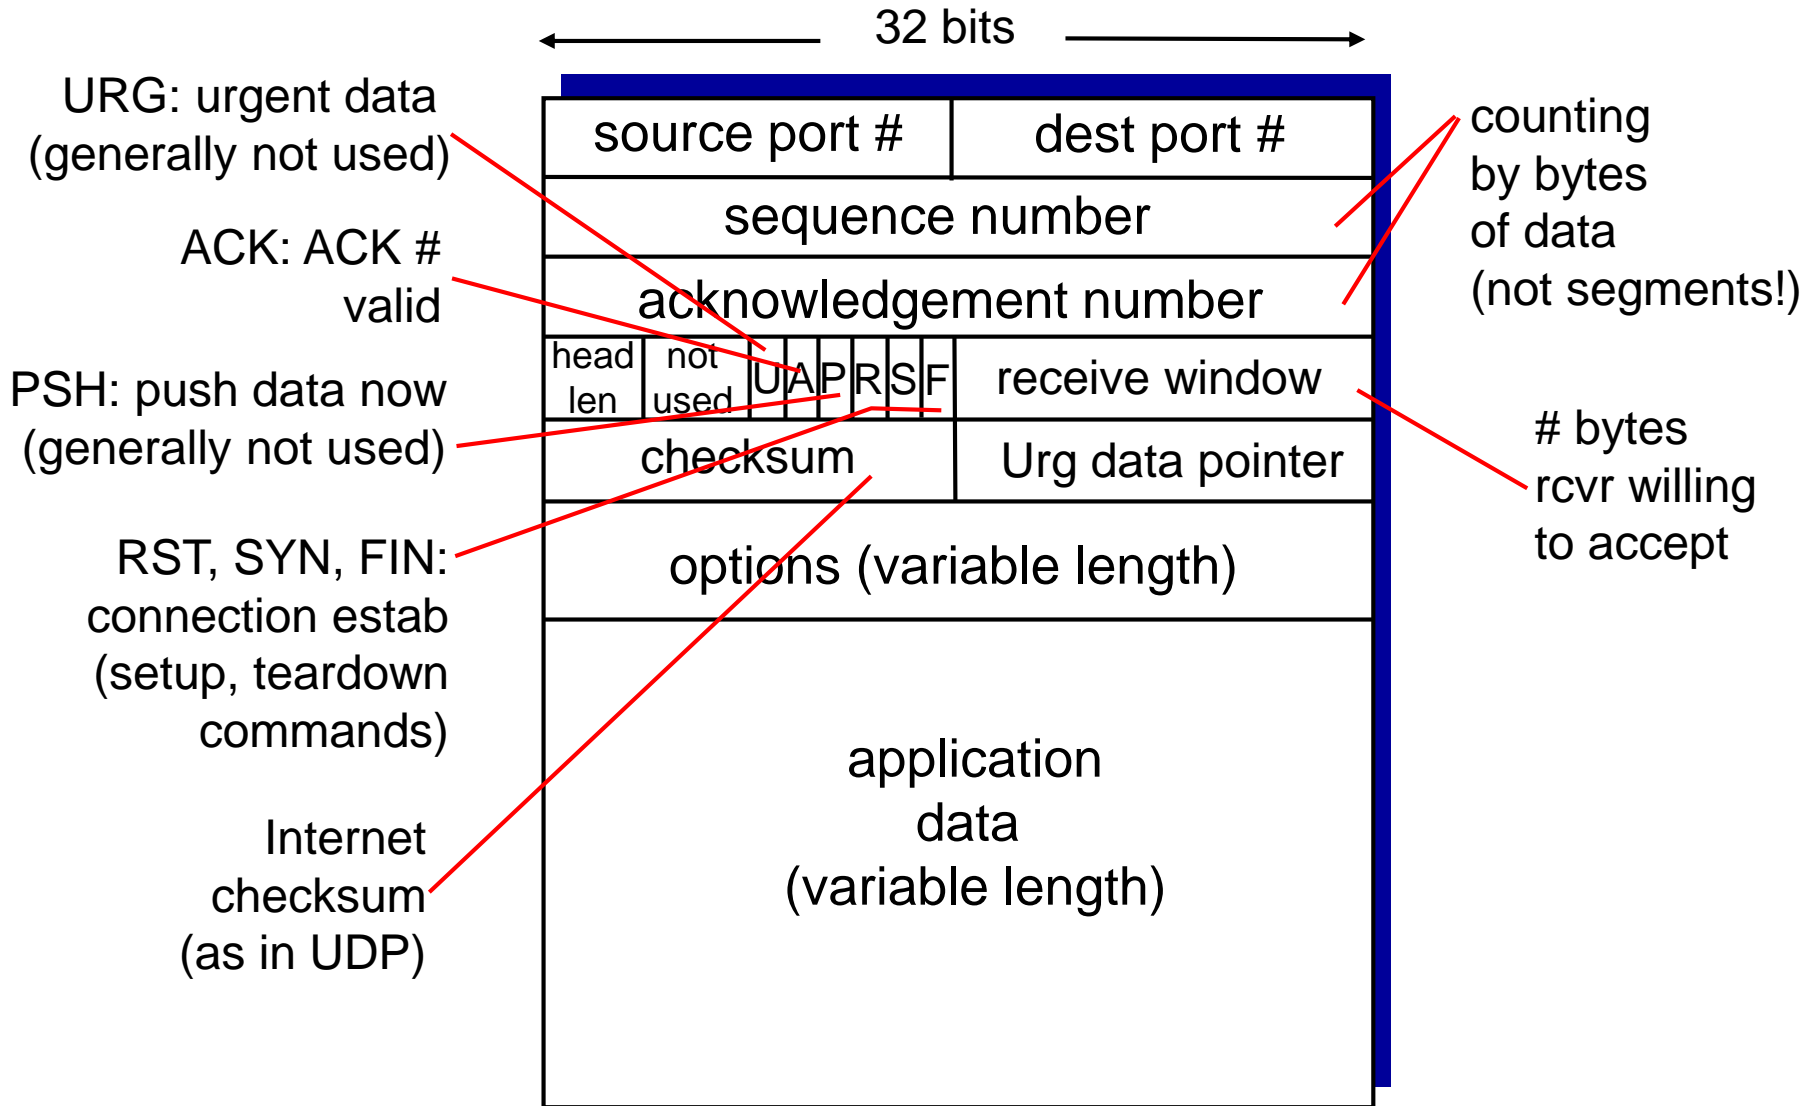 32 bits
URG: urgent data
(generally not used)
ACK: ACK #
valid
PSH: push data now
(generally not used)
RST, SYN, FIN:
connection estab
(setup, teardown
commands)
Internet
checksum
(as in UDP)
source port #
dest port #
sequence number
acknowledgement number
head
len
not
used
U
A
P
R
S
F
receive window
checksum
Urg data pointer
options (variable length)
application
data
(variable length)
counting
by bytes
of data
(not segments!)
# bytes
rcvr willing
to accept